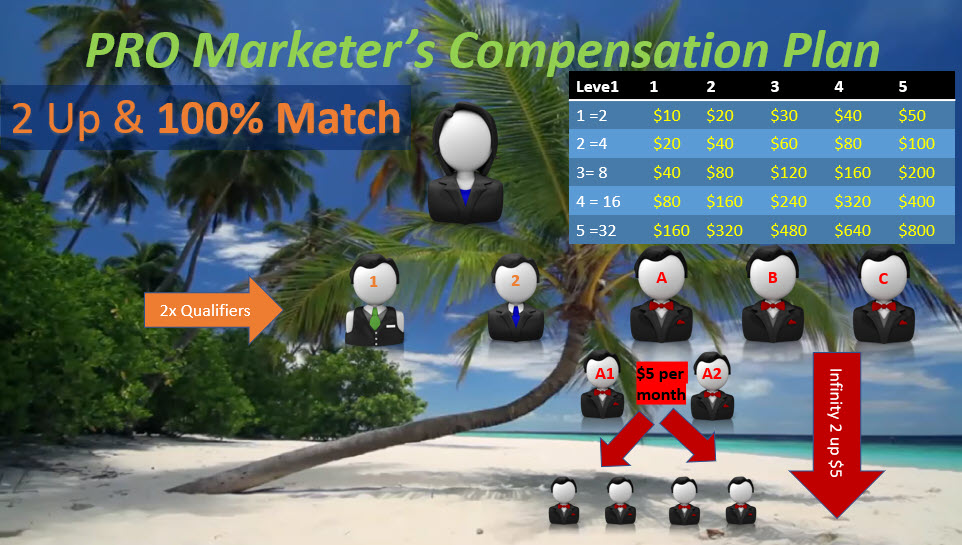 PRO Marketer's Compensation Plan
2 Up & 100% Match
Leve1 1 2 3 4 5
1 =2 $10 $20 $30 $40 $50
2 =4 $20 $40 $60 $80 $100
3= 8 $40 $80 $120 $160 $200
4 = 16 $80 $160 $240 $320 $400
5 =32 $160 $320 $480 $640 $800
2x Qualifiers
1
2
A
B
C
A1
$5 per
month
A2
Infinity 2 up $5